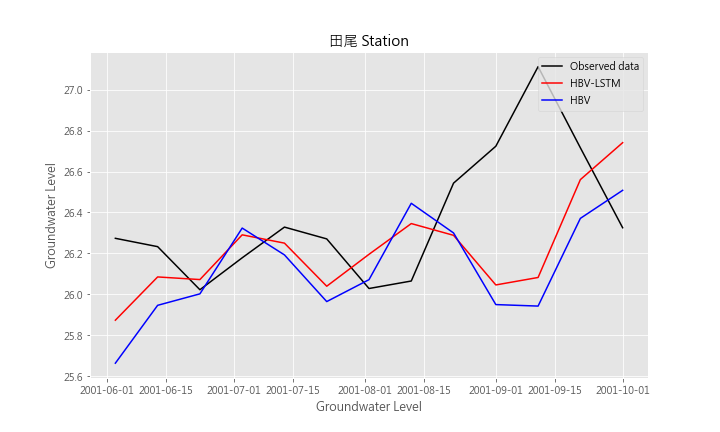 田尾 Station
Observed data
HBV-LSTM
HBV
Groundwater Level
27.0
26.8
26.6
26.4
26.2
26.0
25.8
25.6
2001-06-01 2001-06-15 2001-07-01 2001-07-15 2001-08-01 2001-08-15 2001-09-01 2001-09-15 2001-10-01
Groundwater Level